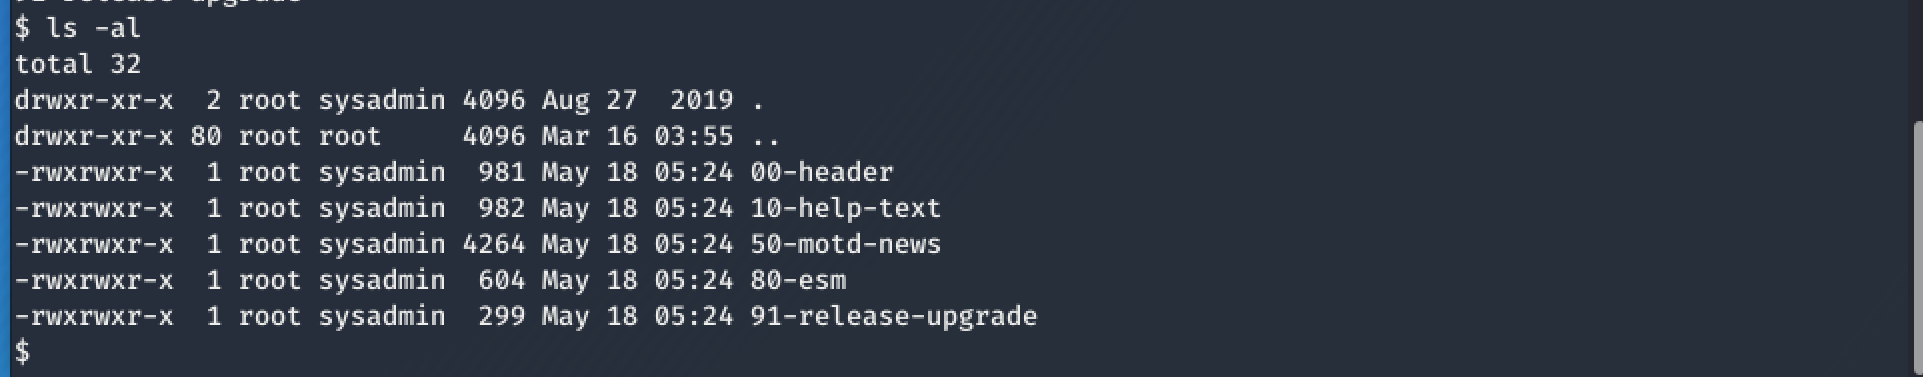 $ ls -al
total 32
drwxr-xr-x  2 root sysadmin 4096 Aug 27  2019 .
drwxr-xr-x 80 root root     4096 Mar 16 03:55 ..
-rwxrwxr-x  1 root sysadmin  981 May 18 05:24 00-header
-rwxrwxr-x  1 root sysadmin  982 May 18 05:24 10-help-text
-rwxrwxr-x  1 root sysadmin 4264 May 18 05:24 50-motd-news
-rwxrwxr-x  1 root sysadmin  604 May 18 05:24 80-esm
-rwxrwxr-x  1 root sysadmin  299 May 18 05:24 91-release-upgrade
$